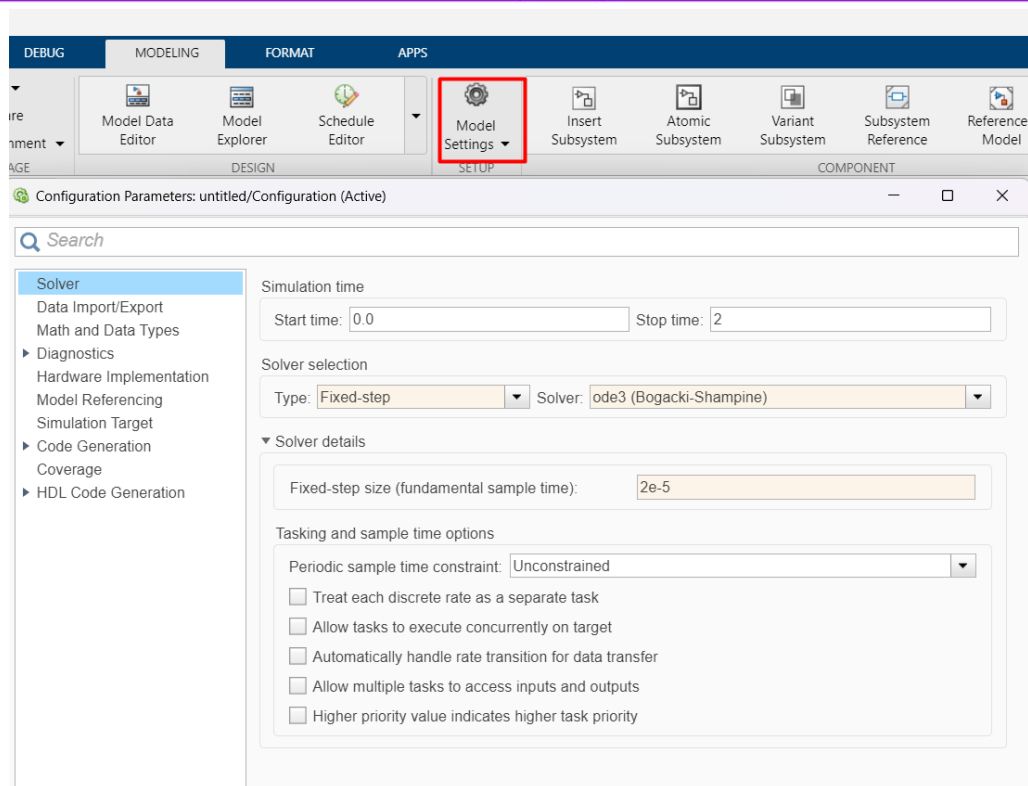 DEBUG MODELING FORMAT APPS
Model Data Editor
Model Explorer
Schedule Editor
Model Settings
Insert Subsystem
Atomic Subsystem
Variant Subsystem
Subsystem Reference
Reference Model
DESIGN SETUP COMPONENT
Configuration Parameters: untitled/Configuration (Active)
Search
Solver
Data Import/Export
Math and Data Types
Diagnostics
Hardware Implementation
Model Referencing
Simulation Target
Code Generation
Coverage
HDL Code Generation
Simulation time
Start time: 0.0 Stop time: 2
Solver selection
Type: Fixed-step Solver: ode3 (Bogacki-Shampine)
Solver details
Fixed-step size (fundamental sample time): 2e-5
Tasking and sample time options
Periodic sample time constraint: Unconstrained
Treat each discrete rate as a separate task
Allow tasks to execute concurrently on target
Automatically handle rate transition for data transfer
Allow multiple tasks to access inputs and outputs
Higher priority value indicates higher task priority